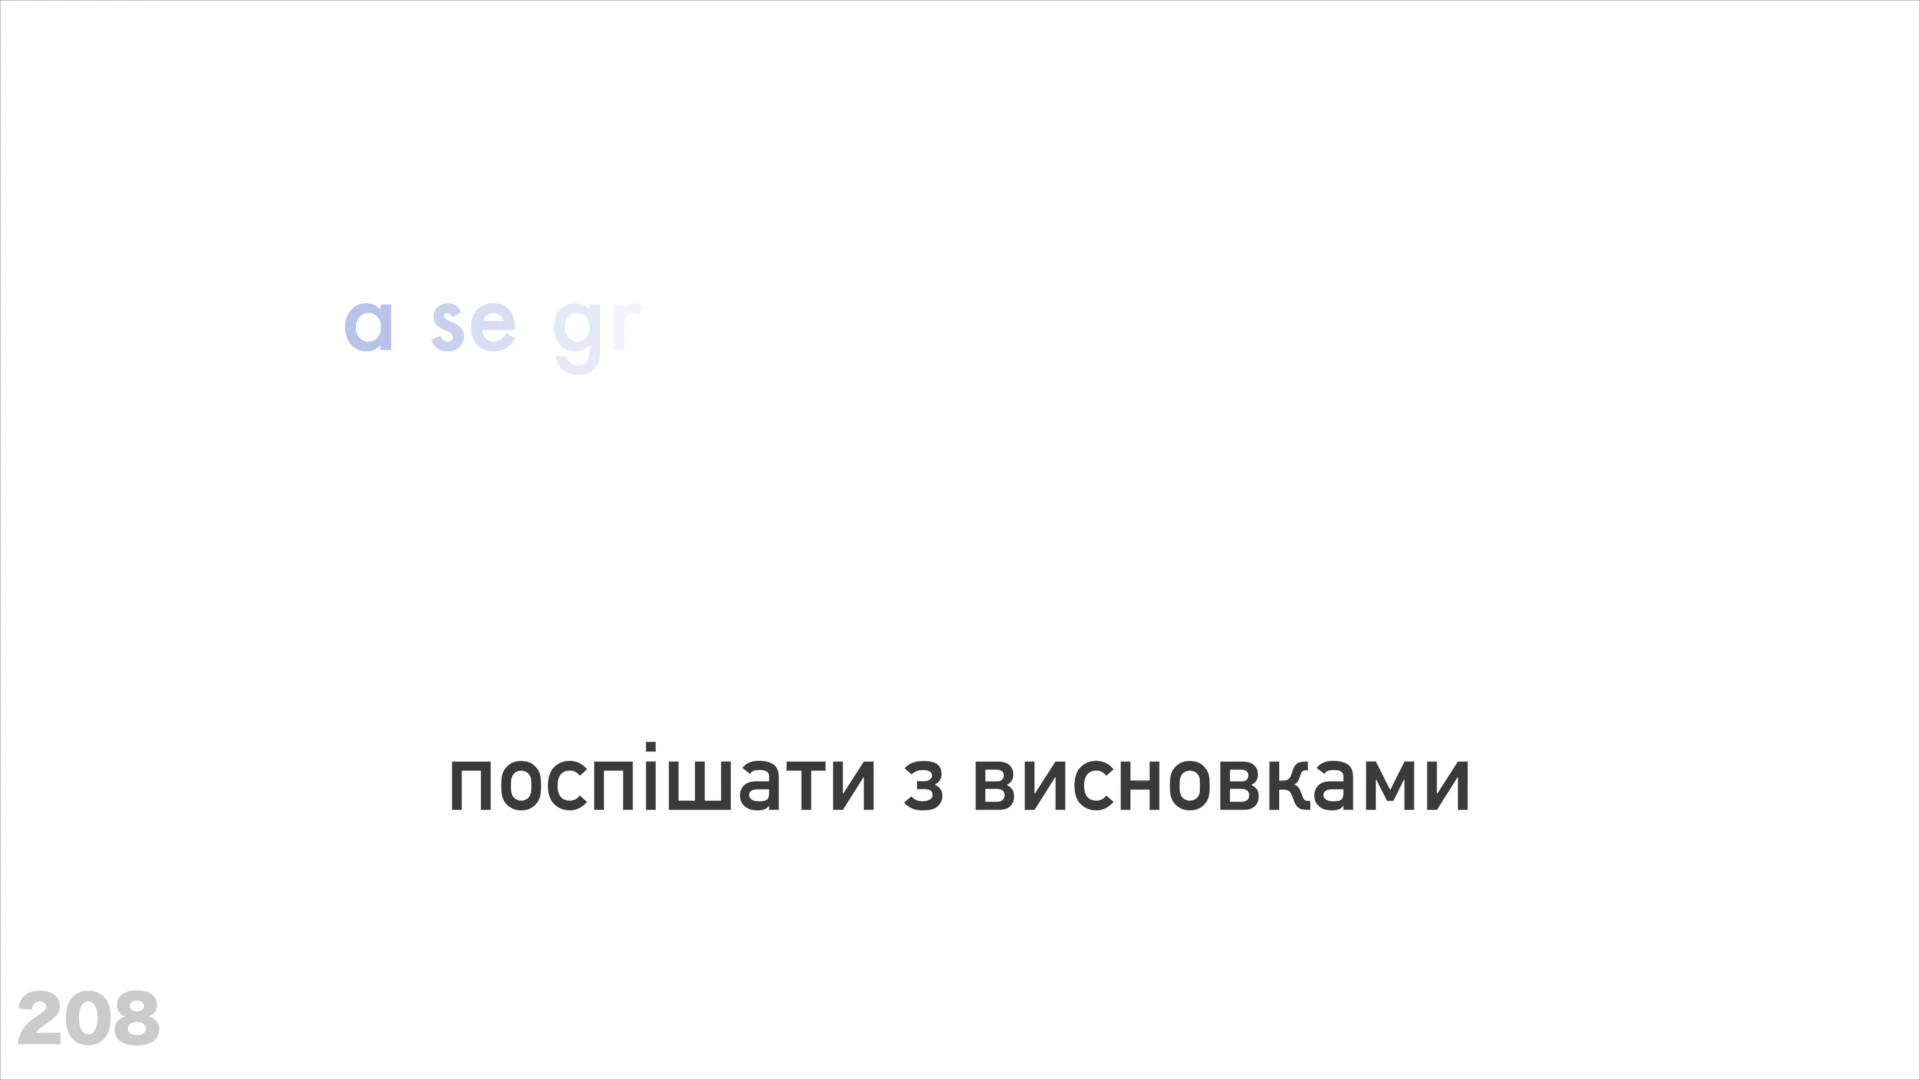 a se gr
поспішати з висновками
208